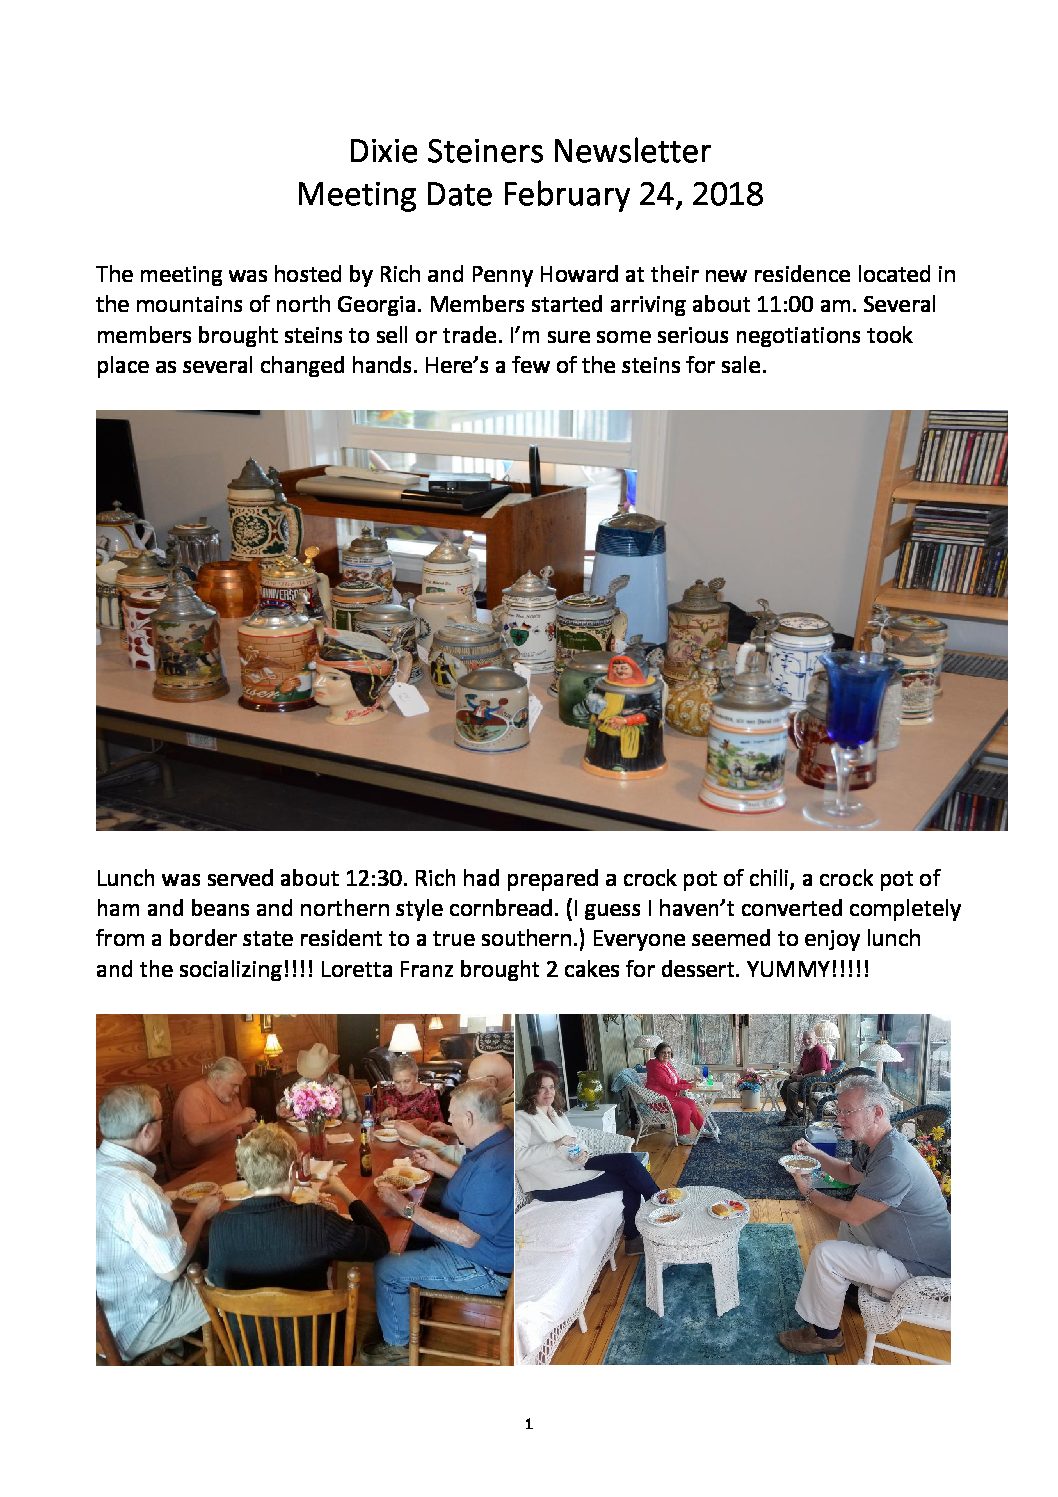 Dixie Steiners Newsletter
Meeting Date February 24, 2018
The meeting was hosted by Rich and Penny Howard at their new residence located in
the mountains of north Georgia. Members started arriving about 11:00 am. Several
members brought steins to sell or trade. I’m sure some serious negotiations took
place as several changed hands. Here’s a few of the steins for sale.
Lunch was served about 12:30. Rich had prepared a crock pot of chili, a crock pot of
ham and beans and northern style cornbread. (I guess I haven’t converted completely
from a border state resident to a true southern.) Everyone seemed to enjoy lunch
and the socializing!!!! Loretta Franz brought 2 cakes for dessert. YUMMY!!!!!
1